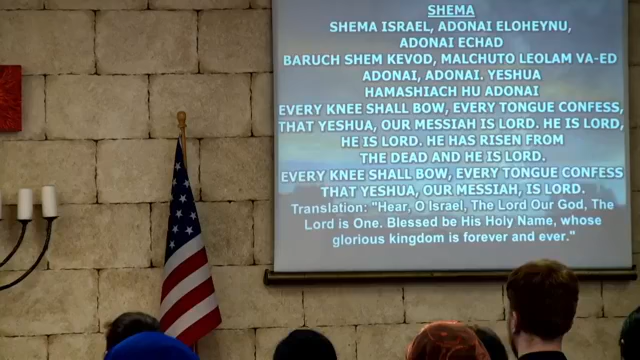 SHEMA
SHEMA ISRAEL, ADONAI ELOHEYNU,
ADONAI ECHAD
BARUCH SHEM KEVOD, MALCHUTO LEOLAM VA-ED
ADONAI, ADONAI. YESHUA
HAMASHIACH HU ADONAI
EVERY KNEE SHALL BOW, EVERY TONGUE CONFESS,
THAT YESHUA, OUR MESSIAH IS LORD. HE IS LORD,
HE IS LORD. HE HAS RISEN FROM
THE DEAD AND HE IS LORD.
EVERY KNEE SHALL BOW, EVERY TONGUE CONFESS
THAT YESHUA, OUR MESSIAH, IS LORD.
Translation: "Hear, O Israel, The Lord Our God, The
Lord is One. Blessed be His Holy Name, whose
glorious kingdom is forever and ever."